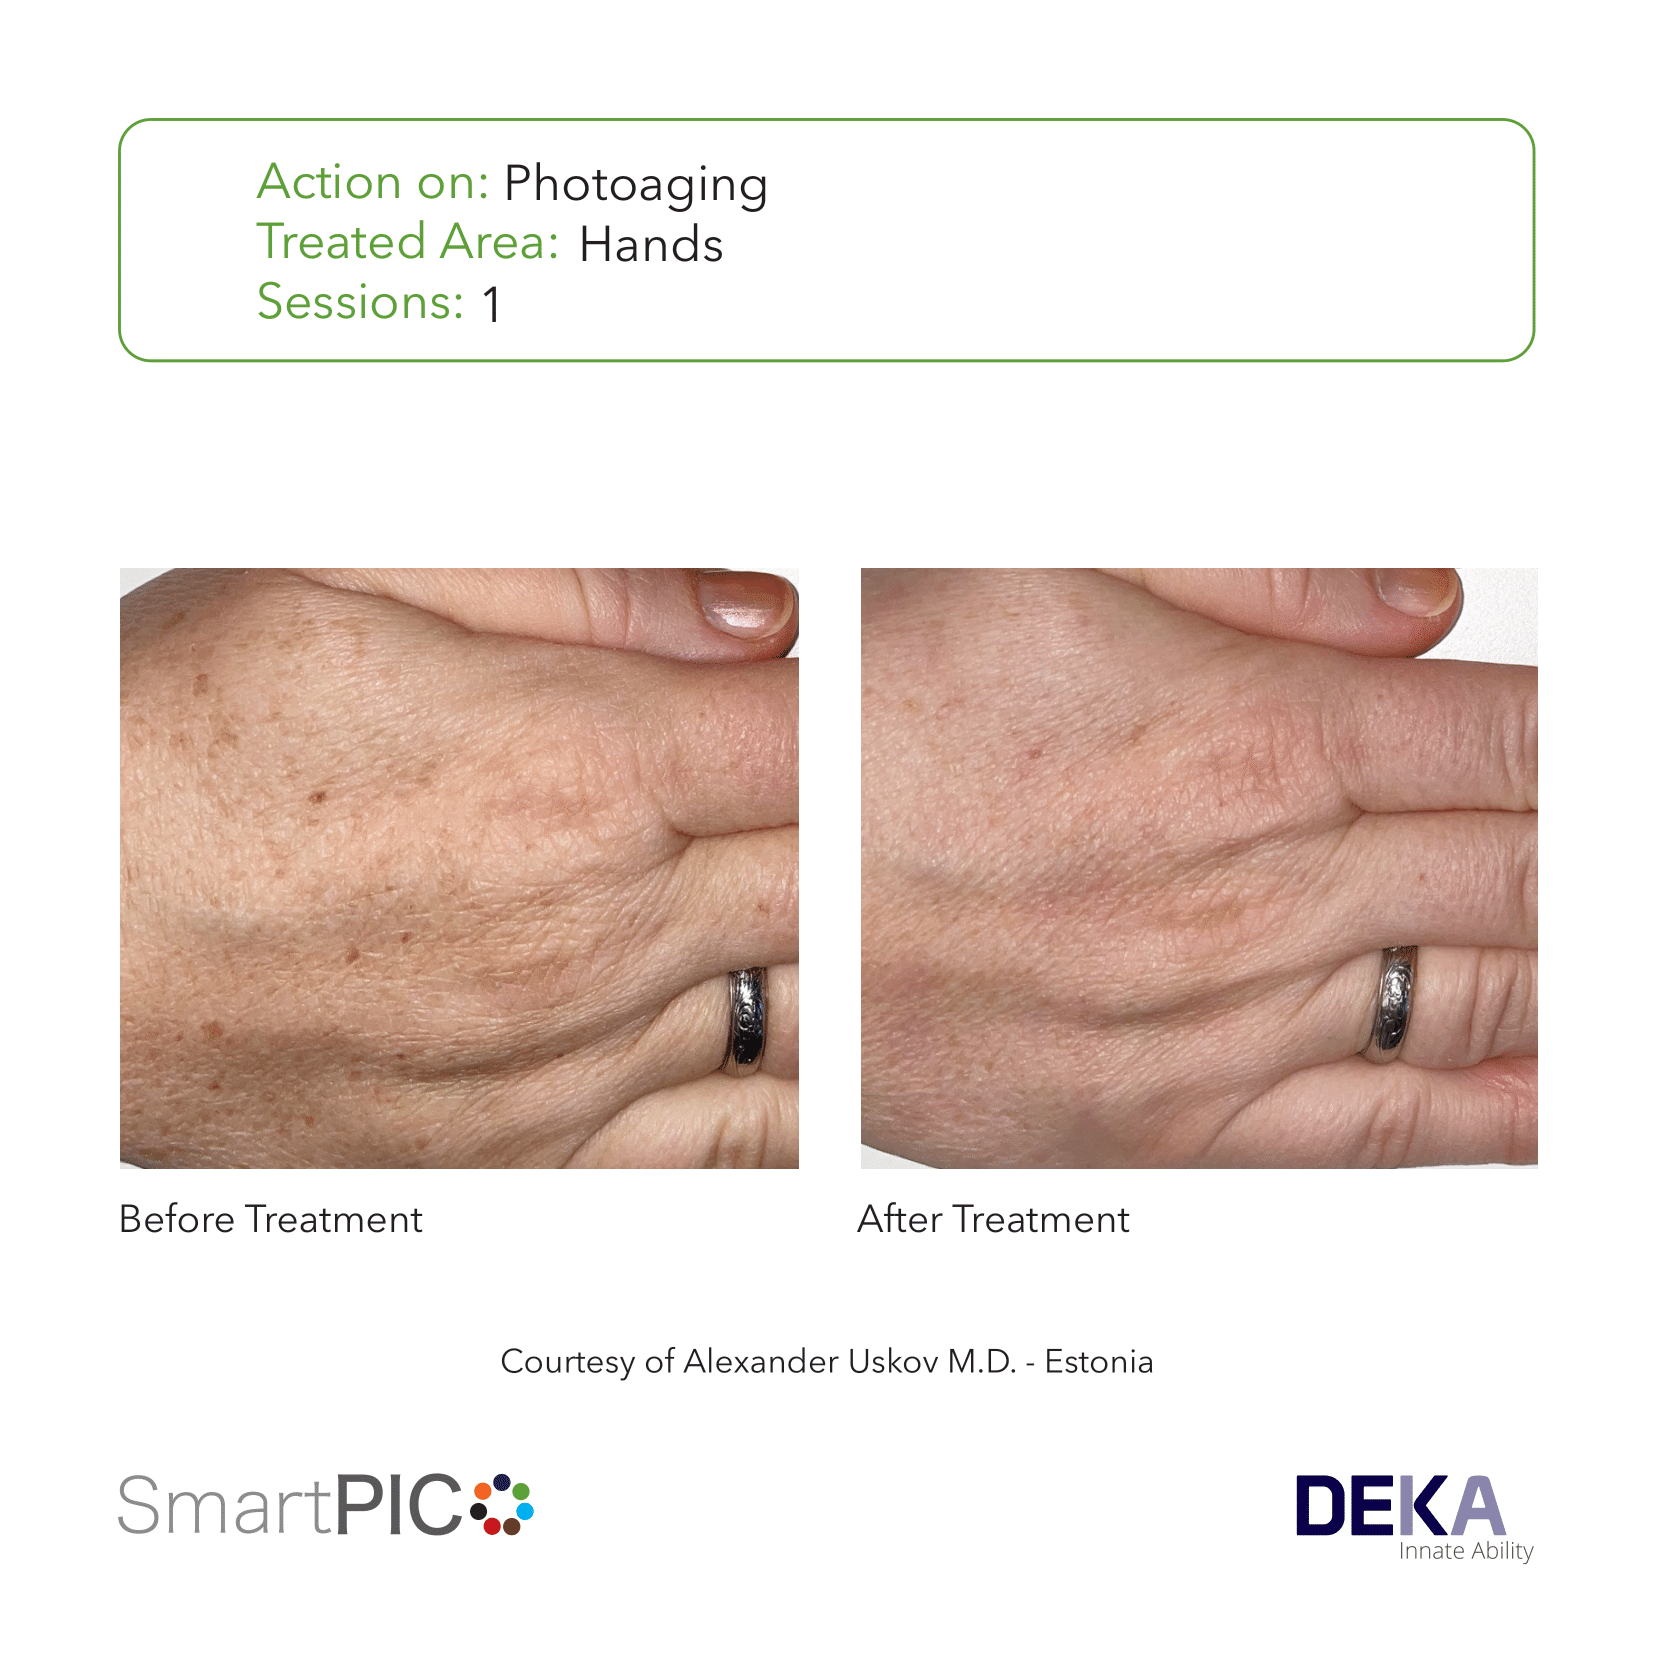 Action on: Photoaging
Treated Area: Hands
Sessions: 1
Before Treatment
After Treatment
Courtesy of Alexander Uskov M.D. - Estonia
SmartPICO
DEKA
Innate Ability